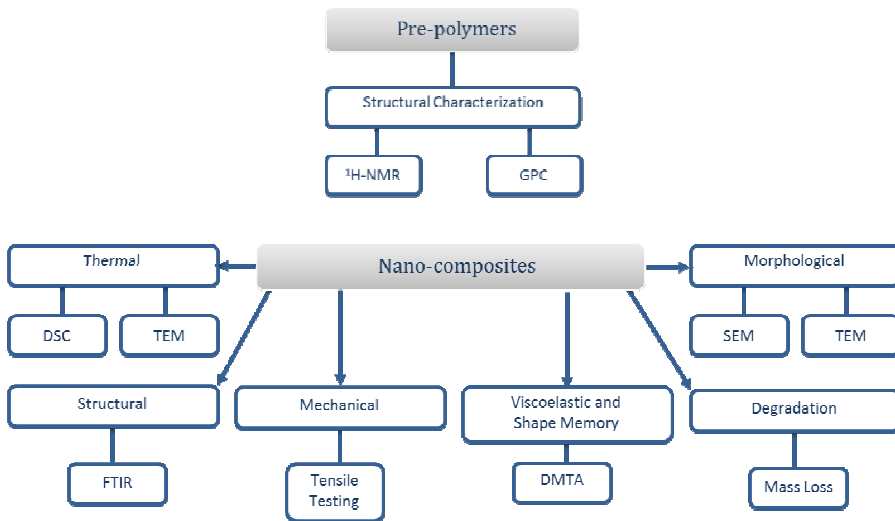 Pre-polymers
Structural Characterization
¹H-NMR
GPC
Thermal
Nano-composites
Morphological
DSC
TEM
SEM
TEM
Structural
Mechanical
Viscoelastic and
Shape Memory
Degradation
FTIR
Tensile
Testing
DMTA
Mass Loss